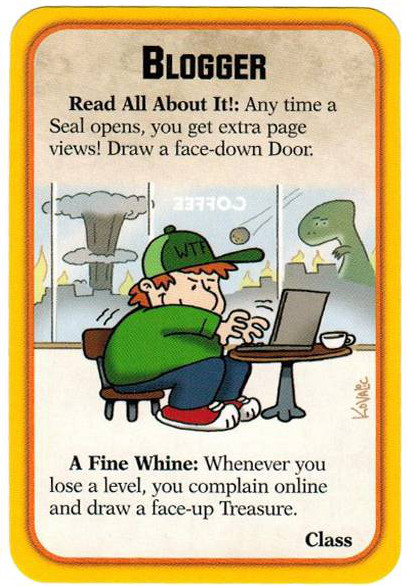 BLOGGER
Read All About It!: Any time a
Seal opens, you get extra page
views! Draw a face-down Door.
COFFEE
WTF
KOVALIC
A Fine Whine: Whenever you
lose a level, you complain online
and draw a face-up Treasure.
Class